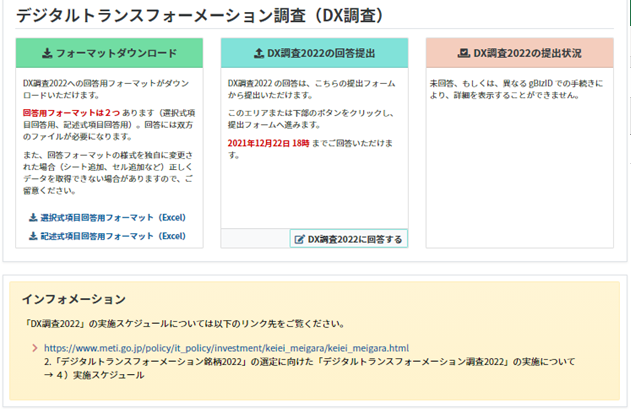 デジタルトランスフォーメーション調査（DX調査）
フォーマットダウンロード
DX調査2022への回答用フォーマットがダウン
ロードいただけます。
回答用フォーマットは２つ あります（選択式項
目回答用、記述式項目回答用）。回答には双方
のファイルが必要になります。
また、回答フォーマットの様式を独自に変更さ
れた場合（シート追加、セル追加など）正しく
データを取得できない場合がありますので、ご
留意ください。
選択式項目回答用フォーマット（Excel）
記述式項目回答用フォーマット（Excel）
DX調査2022の回答提出
DX調査2022 の回答は、こちらの提出フォーム
から提出いただけます。
このエリアまたは下部のボタンをクリックし、
提出フォームへ進みます。
2021年12月22日 18時 までご回答いただけま
す。
DX調査2022に回答する
DX調査2022の提出状況
未回答、もしくは、異なる gBizID での手続きに
より、詳細を表示することができません。
インフォメーション
「DX調査2022」の実施スケジュールについては以下のリンク先をご覧ください。
https://www.meti.go.jp/policy/it_policy/investment/keiei_meigara/keiei_meigara.html
2.「デジタルトランスフォーメーション銘柄2022」の選定に向けた「デジタルトランスフォーメーション調査2022」の実施について
→ ４）実施スケジュール